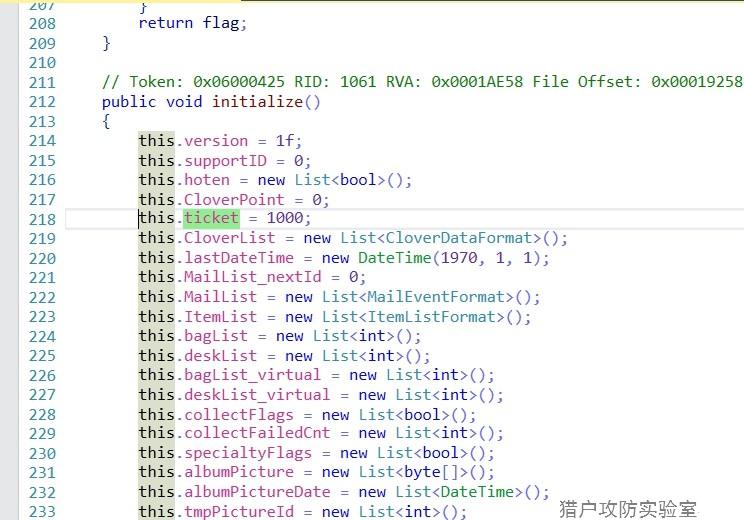 207        }
208        return flag;
209    }
210
211    // Token: 0x06000425 RID: 1061 RVA: 0x0001AE58 File Offset: 0x00019258
212    public void initialize()
213    {
214        this.version = 1f;
215        this.supportID = 0;
216        this.hoten = new List<bool>();
217        this.CloverPoint = 0;
218        this.ticket = 1000;
219        this.CloverList = new List<CloverDataFormat>();
220        this.lastDateTime = new DateTime(1970, 1, 1);
221        this.MailList_nextId = 0;
222        this.MailList = new List<MailEventFormat>();
223        this.ItemList = new List<ItemListFormat>();
224        this.bagList = new List<int>();
225        this.deskList = new List<int>();
226        this.bagList_virtual = new List<int>();
227        this.deskList_virtual = new List<int>();
228        this.collectFlags = new List<bool>();
229        this.collectFailedCnt = new List<int>();
230        this.specialtyFlags = new List<bool>();
231        this.albumPicture = new List<byte[]>();
232        this.albumPictureDate = new List<DateTime>();
233        this.tmpPictureId = new List<int>();
猎户攻防实验室